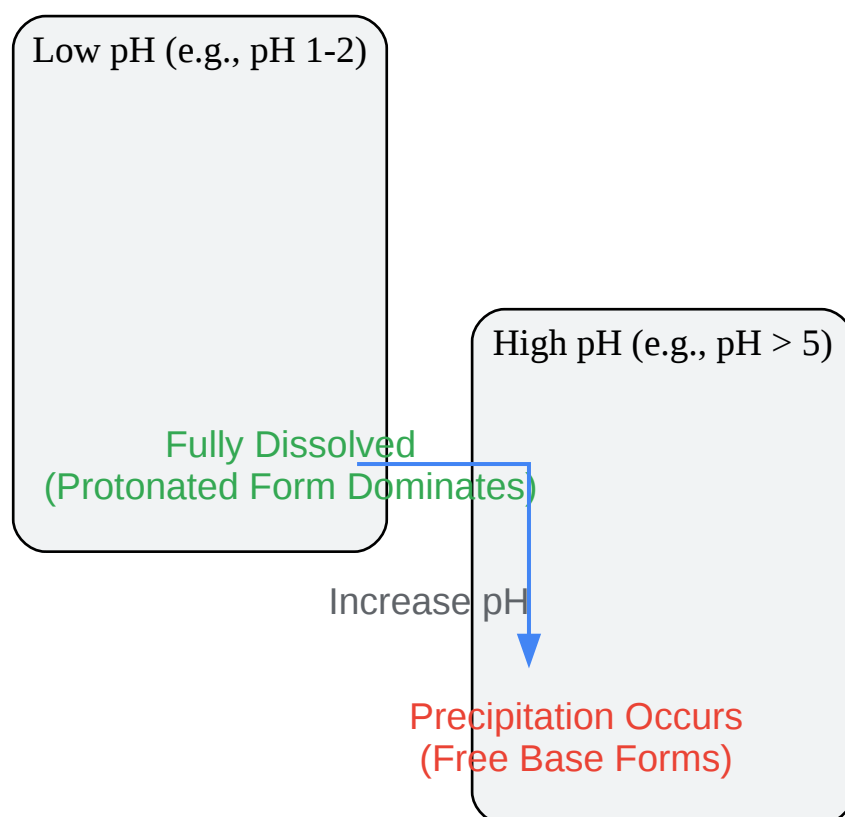 Low pH (e.g., pH 1-2)
High pH (e.g., pH > 5)
Fully Dissolved
(Protonated Form Dominates)
Increase pH
Precipitation Occurs
(Free Base Forms)